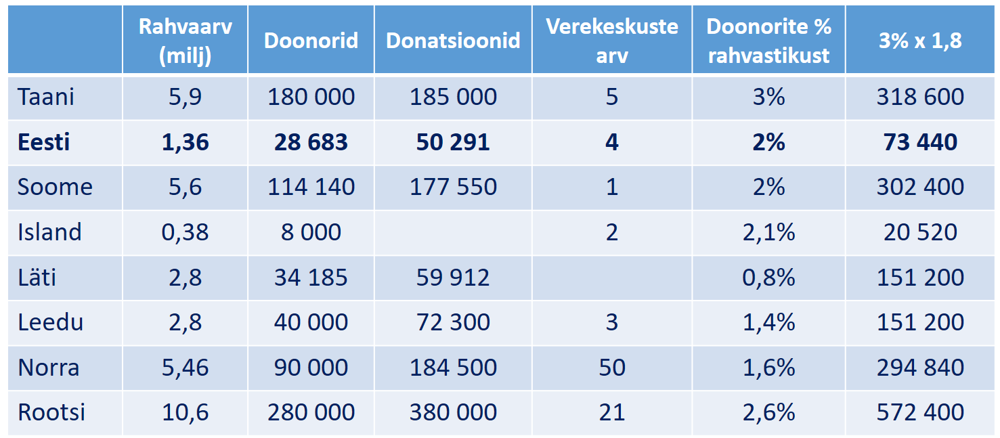 Rahvaarv (milj) Doonorid Donatsioonid Verekeskuste arv Doonorite % rahvastikust 3% x 1,8
Taani 5,9 180 000 185 000 5 3% 318 600
Eesti 1,36 28 683 50 291 4 2% 73 440
Soome 5,6 114 140 177 550 1 2% 302 400
Island 0,38 8 000 2 2,1% 20 520
Läti 2,8 34 185 59 912 0,8% 151 200
Leedu 2,8 40 000 72 300 3 1,4% 151 200
Norra 5,46 90 000 184 500 50 1,6% 294 840
Rootsi 10,6 280 000 380 000 21 2,6% 572 400